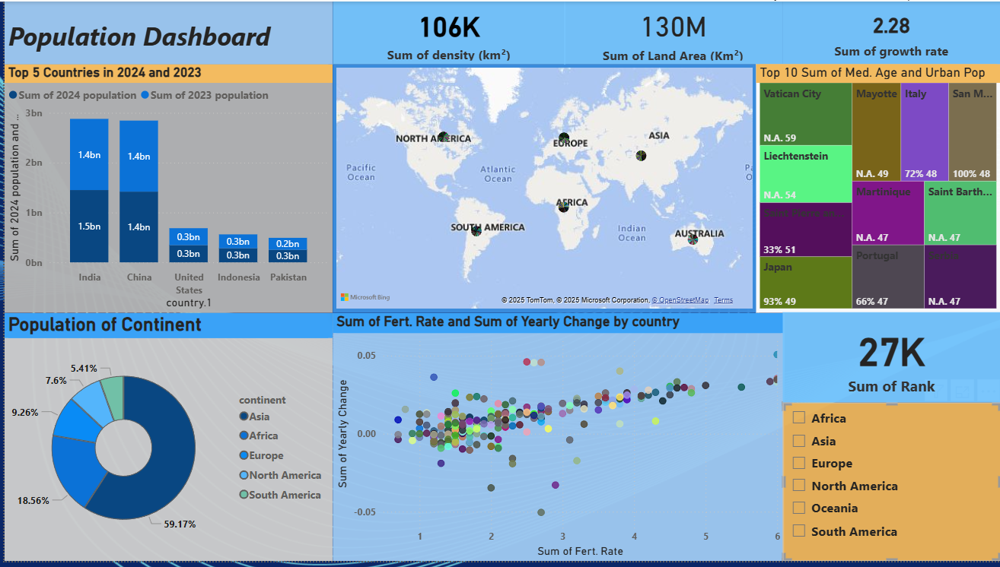 Population Dashboard
106K
Sum of density (km²)
130M
Sum of Land Area (Km²)
2.28
Sum of growth rate
Top 5 Countries in 2024 and 2023
Sum of 2024 population
Sum of 2023 population
Sum of 2024 population and ...
3bn
2bn
1bn
0bn
1.4bn
1.5bn
1.4bn
1.4bn
0.3bn
0.3bn
0.3bn
0.3bn
0.2bn
0.3bn
India
China
United
States
Indonesia
Pakistan
country.1
NORTH AMERICA
EUROPE
ASIA
Pacific
Ocean
Atlantic
Ocean
AFRICA
SOUTH AMERICA
Indian
Ocean
AUSTRALIA
Microsoft Bing
© 2025 TomTom, © 2025 Microsoft Corporation, © OpenStreetMap Terms
Top 10 Sum of Med. Age and Urban Pop
Vatican City
N.A. 59
Liechtenstein
N.A. 54
Saint Pierre an...
33% 51
Japan
93% 49
Mayotte
N.A. 49
Italy
72% 48
San M...
100% 48
Martinique
N.A. 47
Saint Barth...
N.A. 47
Portugal
66% 47
N.A. 47
Population of Continent
5.41%
7.6%
9.26%
18.56%
59.17%
continent
Asia
Africa
Europe
North America
South America
Sum of Fert. Rate and Sum of Yearly Change by country
Sum of Yearly Change
0.05
0.00
-0.05
1
2
3
4
5
6
Sum of Fert. Rate
27K
Sum of Rank
Africa
Asia
Europe
North America
Oceania
South America